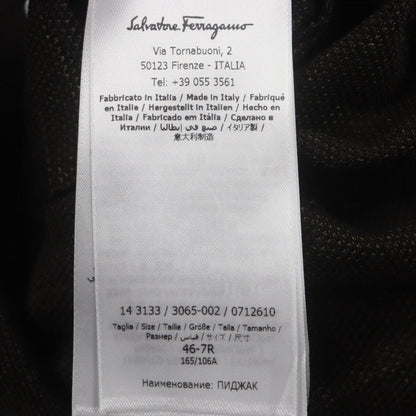 Salvatore Ferragamo
Via Tornabuoni, 2
50123 Firenze - ITALIA
Tel: +39 055 3561
Fabbricato in Italia / Made in Italy / Fabriqué
en Italie / Hergestellt in Italien / Hecho en
Italia / Fabricado em Itália / Сделано в
Италии / صنع في إيطاليا / イタリア製 /
意大利制造
14 3133 / 3065-002 / 0712610
Taglia / Size / Taille / Größe / Talla / Tamanho /
Размер / قياس / サイズ / 尺寸
46-7R
165/106A
Наименование: ПИДЖАК